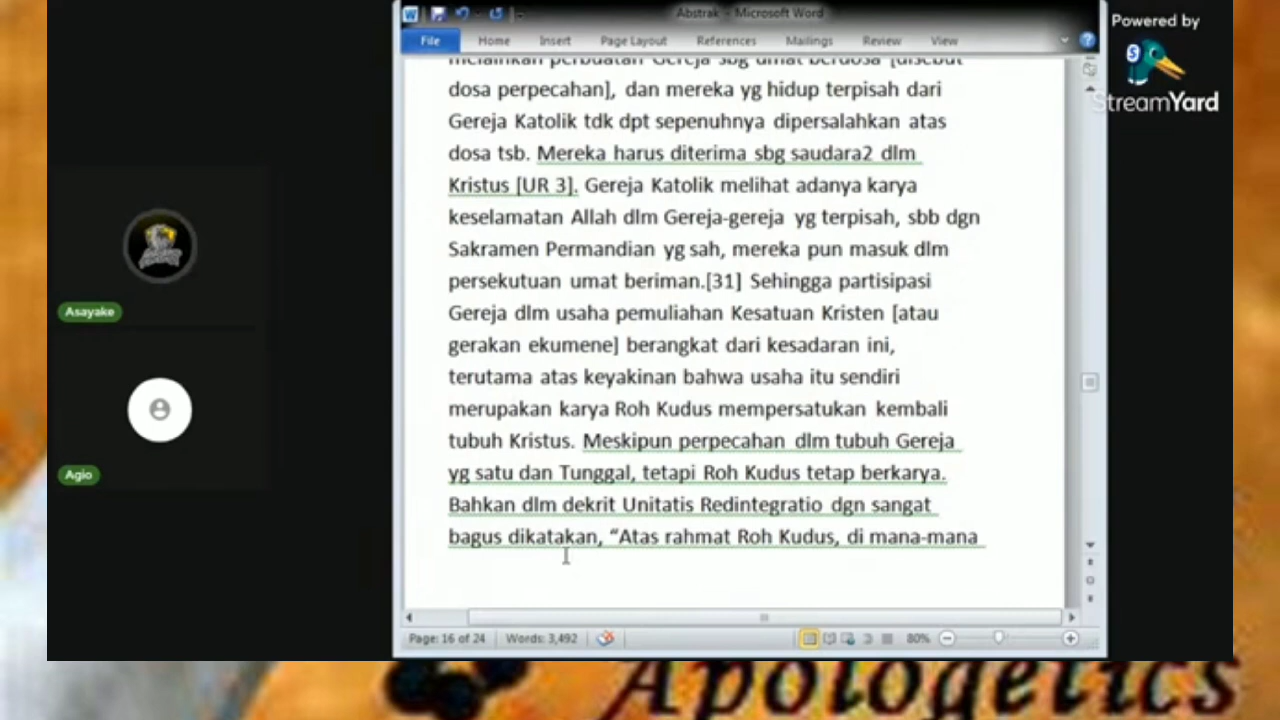 Abstrak - Microsoft Word
File Home Insert Page Layout References Mailings Review View
melainkan perbuatan Gereja sbg umat berdosa [disebut
dosa perpecahan], dan mereka yg hidup terpisah dari
Gereja Katolik tdk dpt sepenuhnya dipersalahkan atas
dosa tsb. Mereka harus diterima sbg saudara2 dlm
Kristus [UR 3]. Gereja Katolik melihat adanya karya
keselamatan Allah dlm Gereja-gereja yg terpisah, sbb dgn
Sakramen Permandian yg sah, mereka pun masuk dlm
persekutuan umat beriman.[31] Sehingga partisipasi
Gereja dlm usaha pemuliahan Kesatuan Kristen [atau
gerakan ekumene] berangkat dari kesadaran ini,
terutama atas keyakinan bahwa usaha itu sendiri
merupakan karya Roh Kudus mempersatukan kembali
tubuh Kristus. Meskipun perpecahan dlm tubuh Gereja
yg satu dan Tunggal, tetapi Roh Kudus tetap berkarya.
Bahkan dlm dekrit Unitatis Redintegratio dgn sangat
bagus dikatakan, “Atas rahmat Roh Kudus, di mana-mana
Page: 16 of 24 Words: 3,492 80%
Asayake
Agio
Powered by
StreamYard
Apologetics